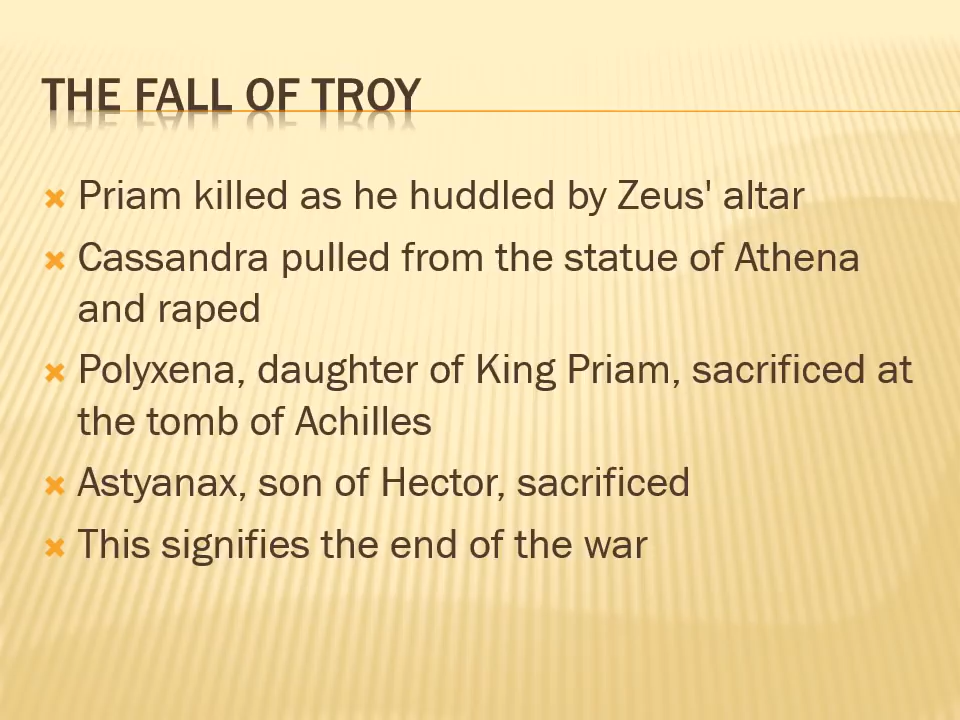 THE FALL OF TROY
Priam killed as he huddled by Zeus' altar
Cassandra pulled from the statue of Athena
and raped
Polyxena, daughter of King Priam, sacrificed at
the tomb of Achilles
Astyanax, son of Hector, sacrificed
This signifies the end of the war